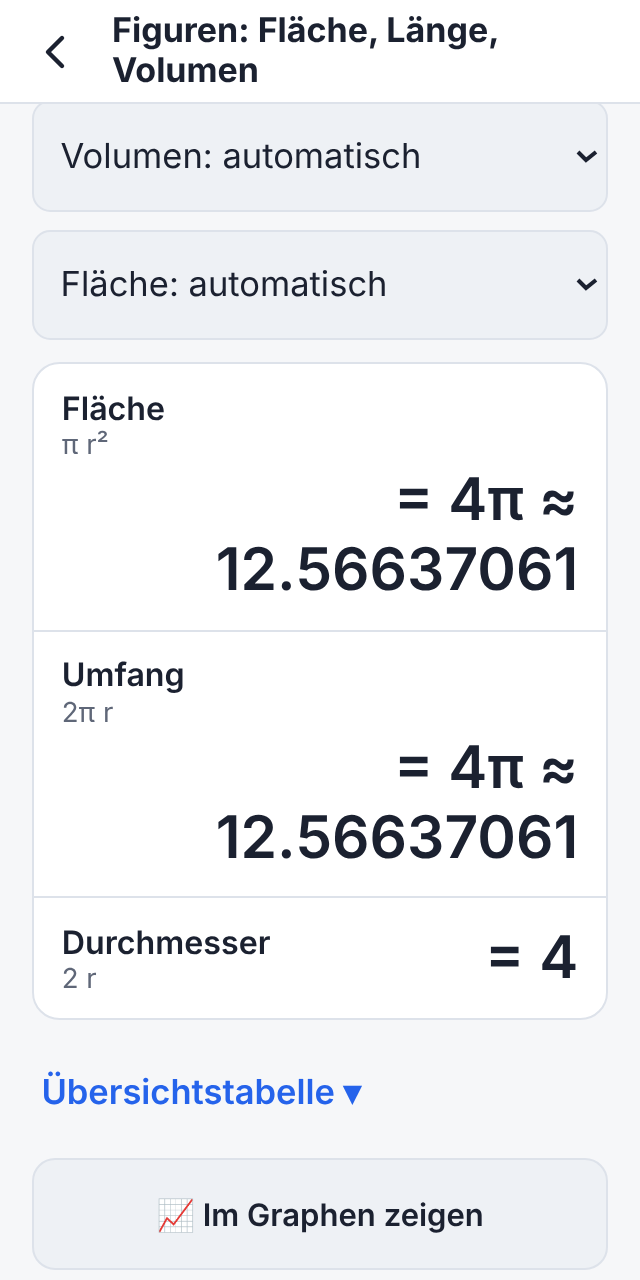 Figuren: Fläche, Länge,
Volumen
Volumen: automatisch
Fläche: automatisch
Fläche
π r²
= 4π ≈
12.56637061
Umfang
2π r
= 4π ≈
12.56637061
Durchmesser
2 r
= 4
Übersichtstabelle ▾
📈 Im Graphen zeigen